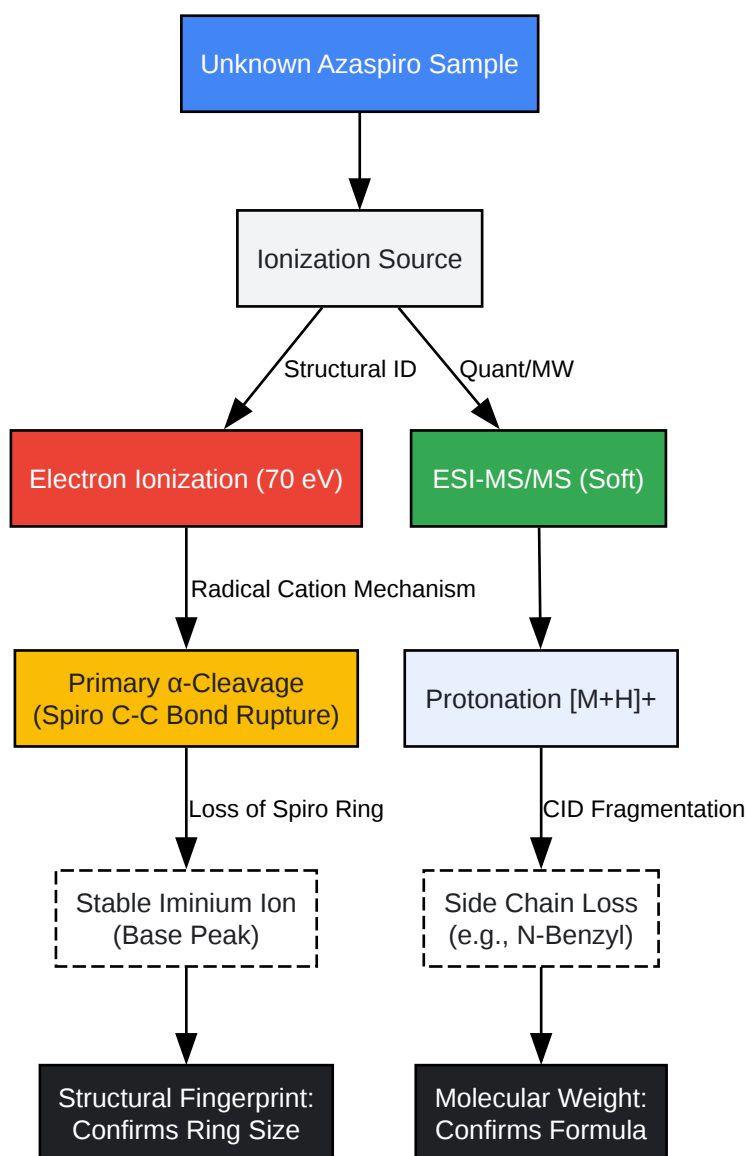 Unknown Azaspiro Sample
Ionization Source
Structural ID
Quant/MW
Electron Ionization (70 eV)
ESI-MS/MS (Soft)
Radical Cation Mechanism
Primary α-Cleavage
(Spiro C-C Bond Rupture)
Protonation [M+H]+
Loss of Spiro Ring
CID Fragmentation
Stable Iminium Ion
(Base Peak)
Side Chain Loss
(e.g., N-Benzyl)
Structural Fingerprint:
Confirms Ring Size
Molecular Weight:
Confirms Formula